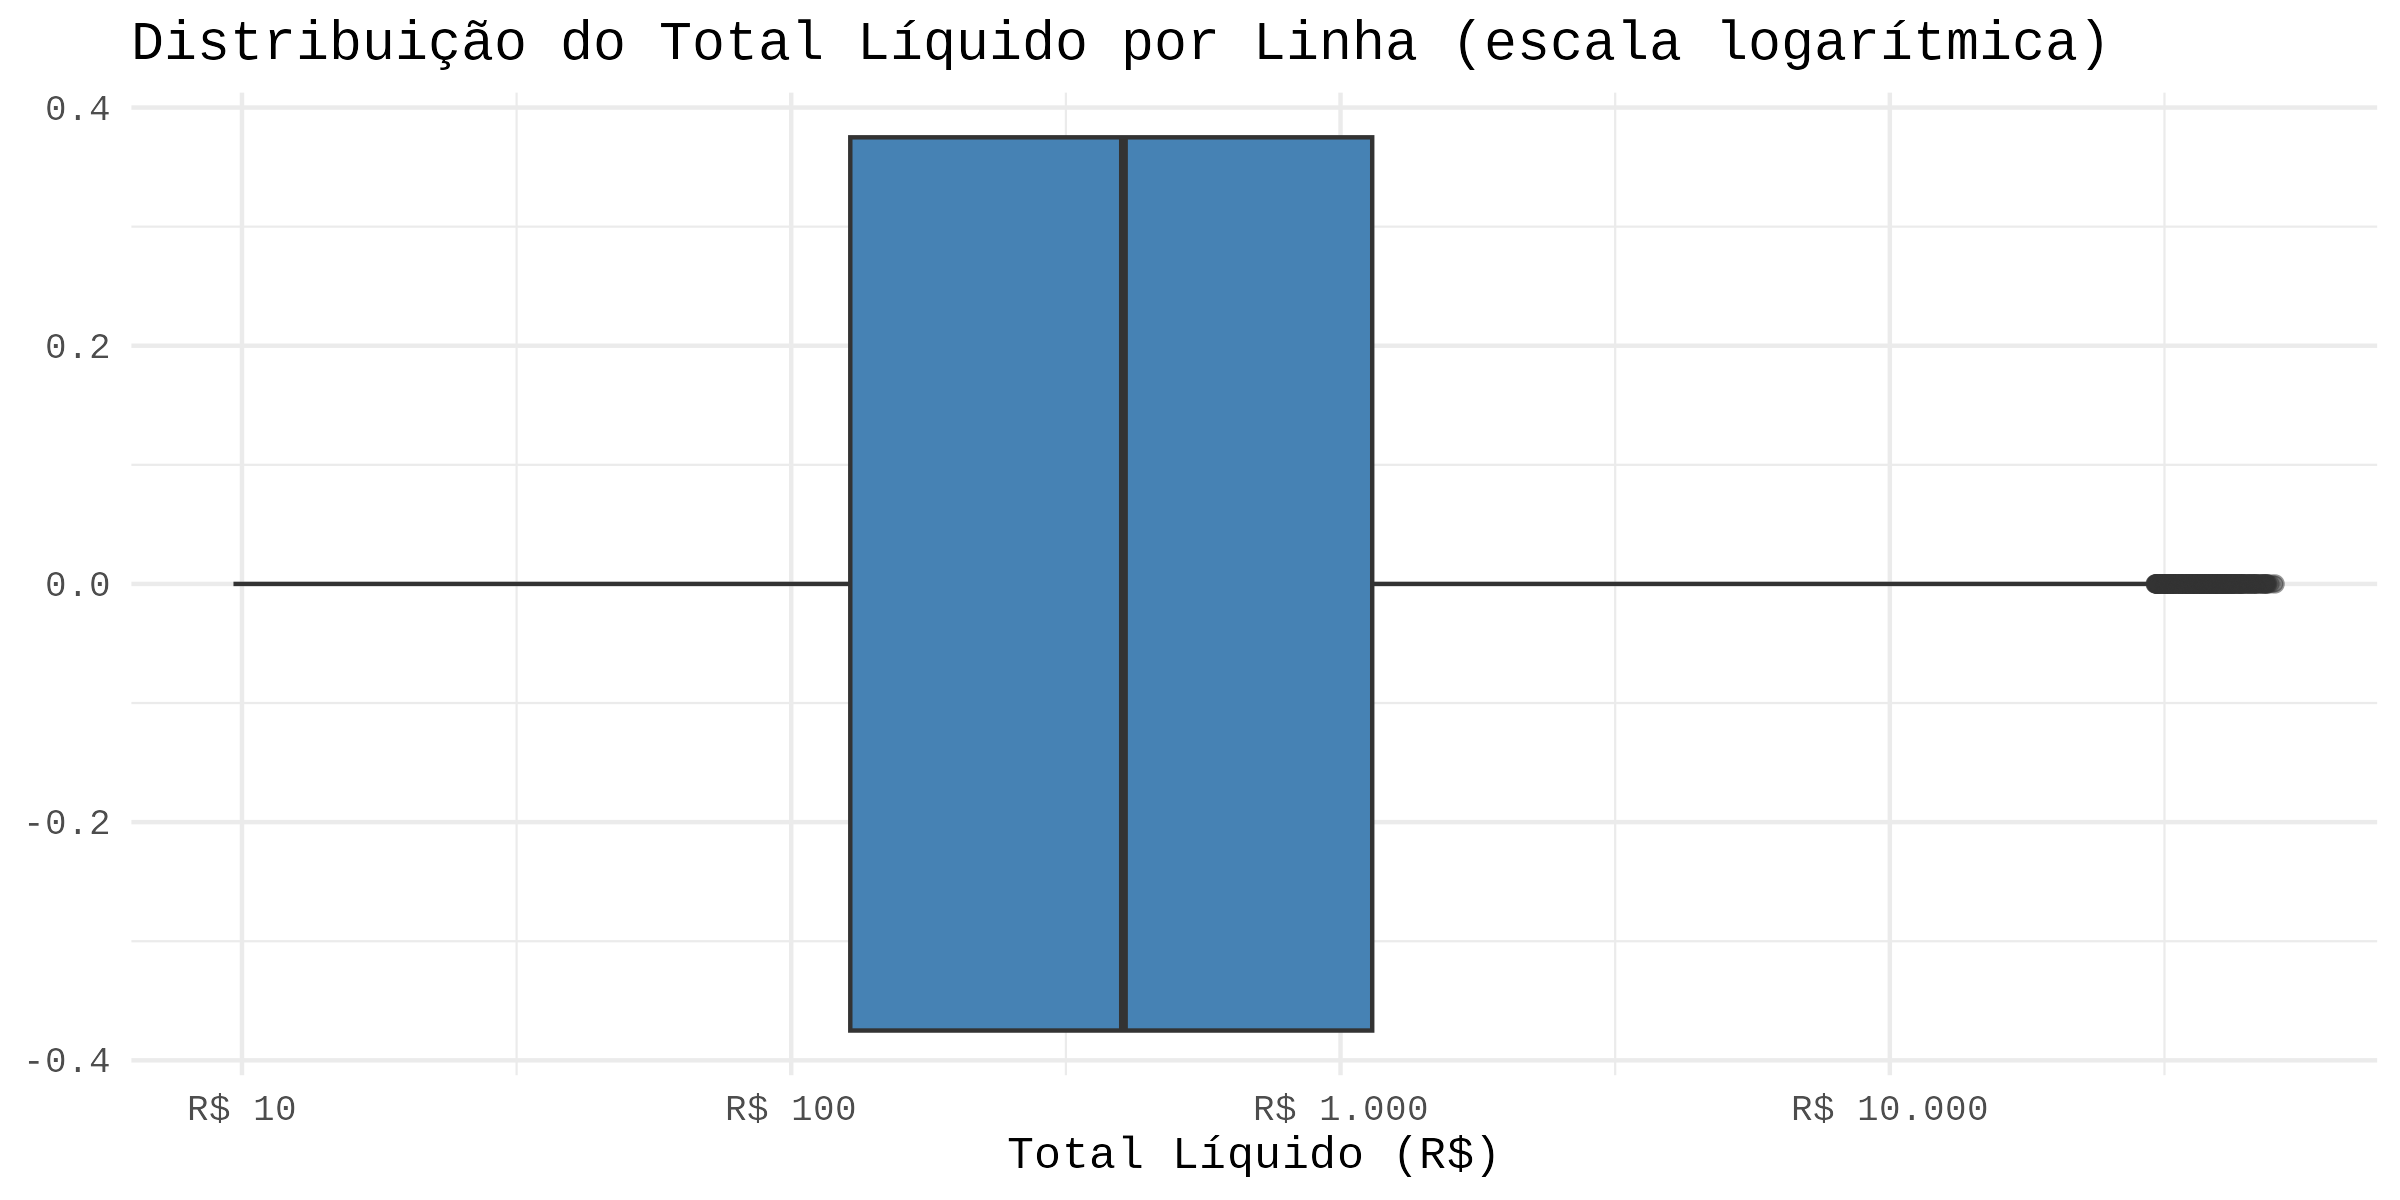 Distribuição do Total Líquido por Linha (escala logarítmica)
0.4
0.2
0.0
-0.2
-0.4
R$ 10 R$ 100 R$ 1.000 R$ 10.000
Total Líquido (R$)